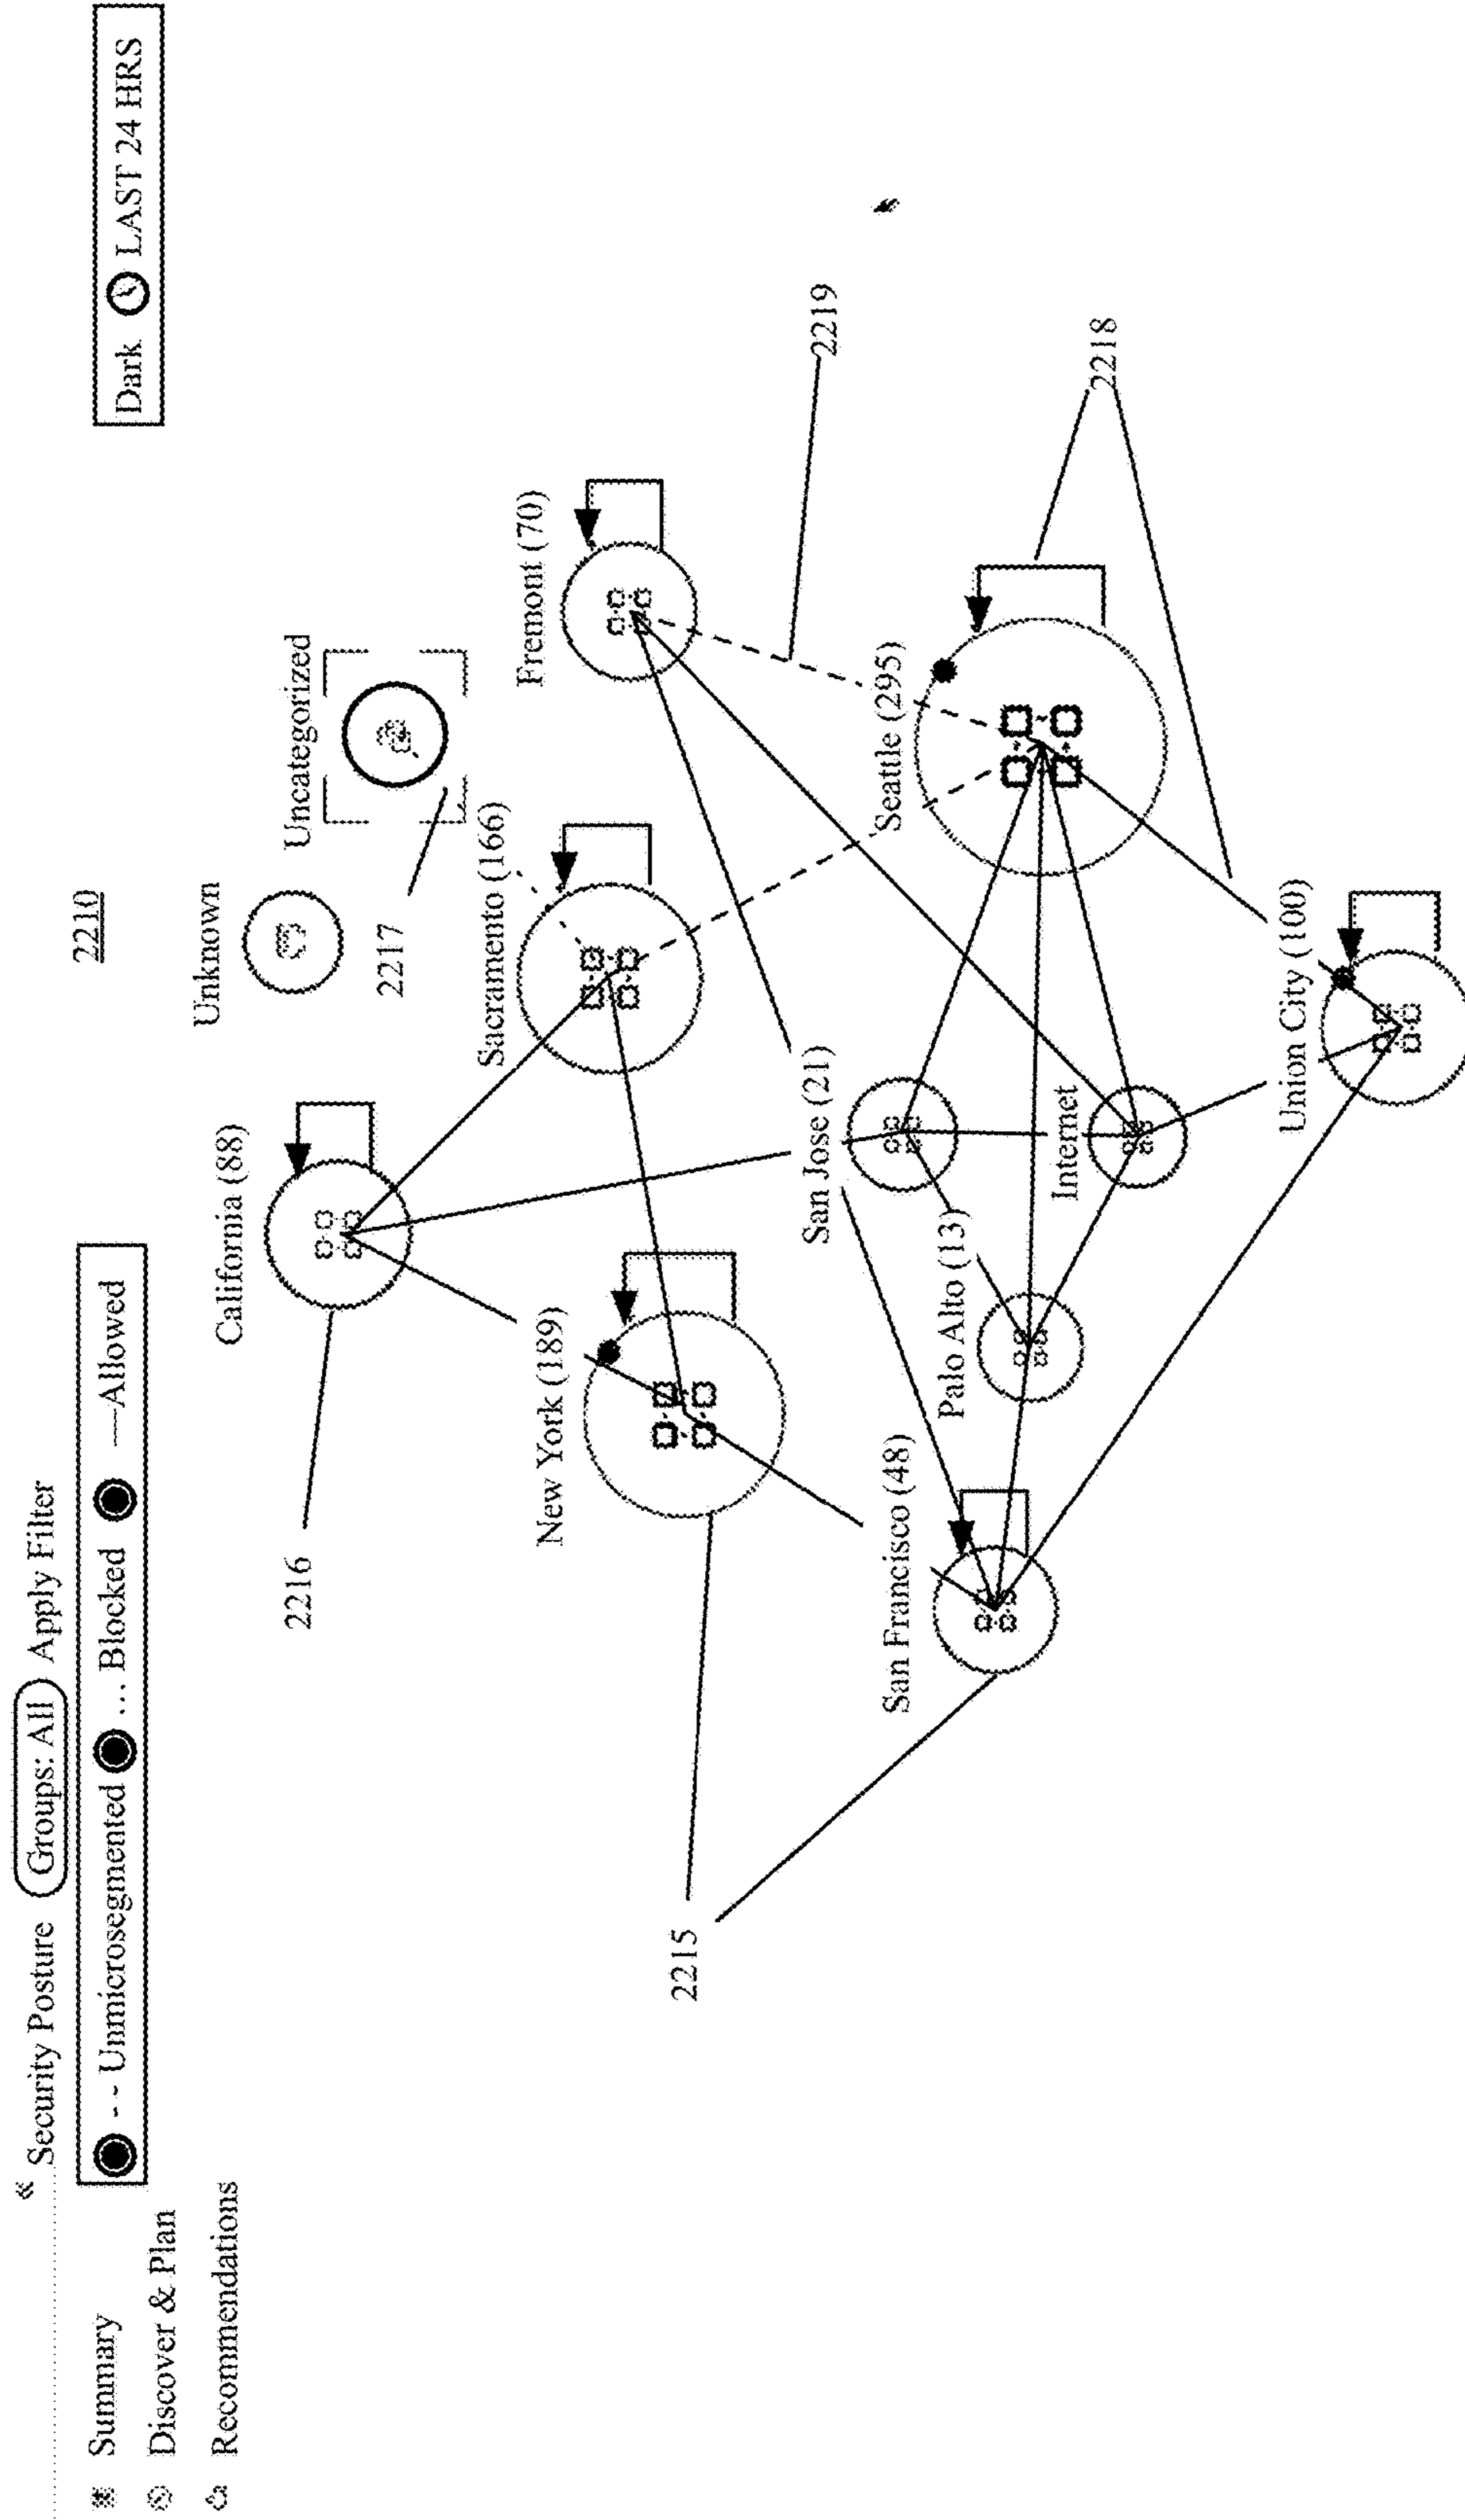 «
Security Posture Groups: All Apply Filter
Summary
Discover & Plan
Recommendations
- - Unmicrosegmented ... Blocked —Allowed
2210
Dark LAST 24 HRS
California (88)
Unknown
Uncategorized
2216
2217
Sacramento (166)
Fremont (70)
New York (189)
2215
San Jose (21)
Seattle (295)
2219
San Francisco (48)
Palo Alto (13)
Internet
2218
Union City (100)